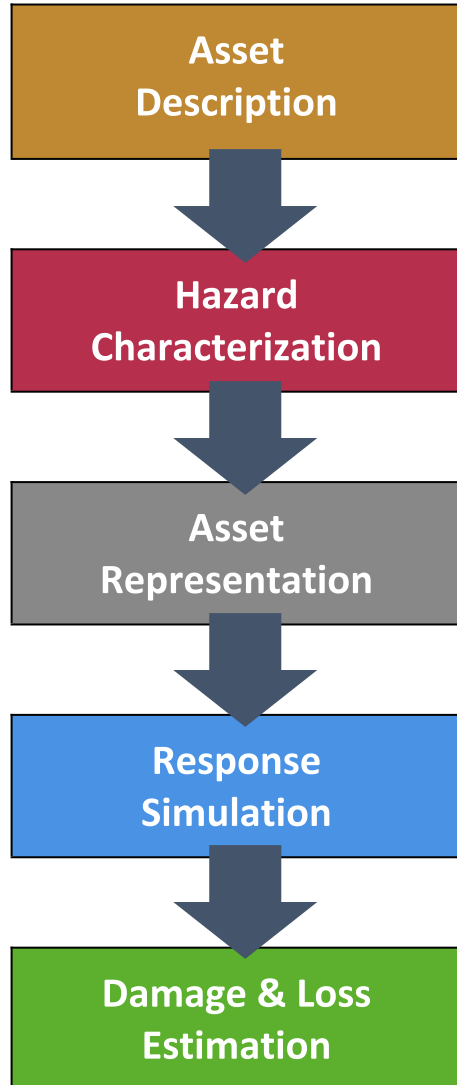 Asset
Description
Hazard
Characterization
Asset
Representation
Response
Simulation
Damage & Loss
Estimation